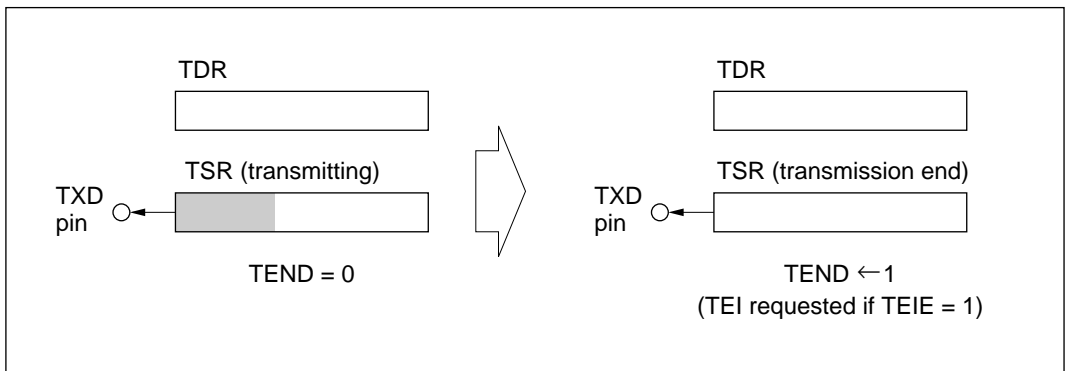 TDR
TSR (transmitting)
TXD
pin
TEND = 0
TDR
TSR (transmission end)
TXD
pin
TEND ← 1
(TEI requested if TEIE = 1)